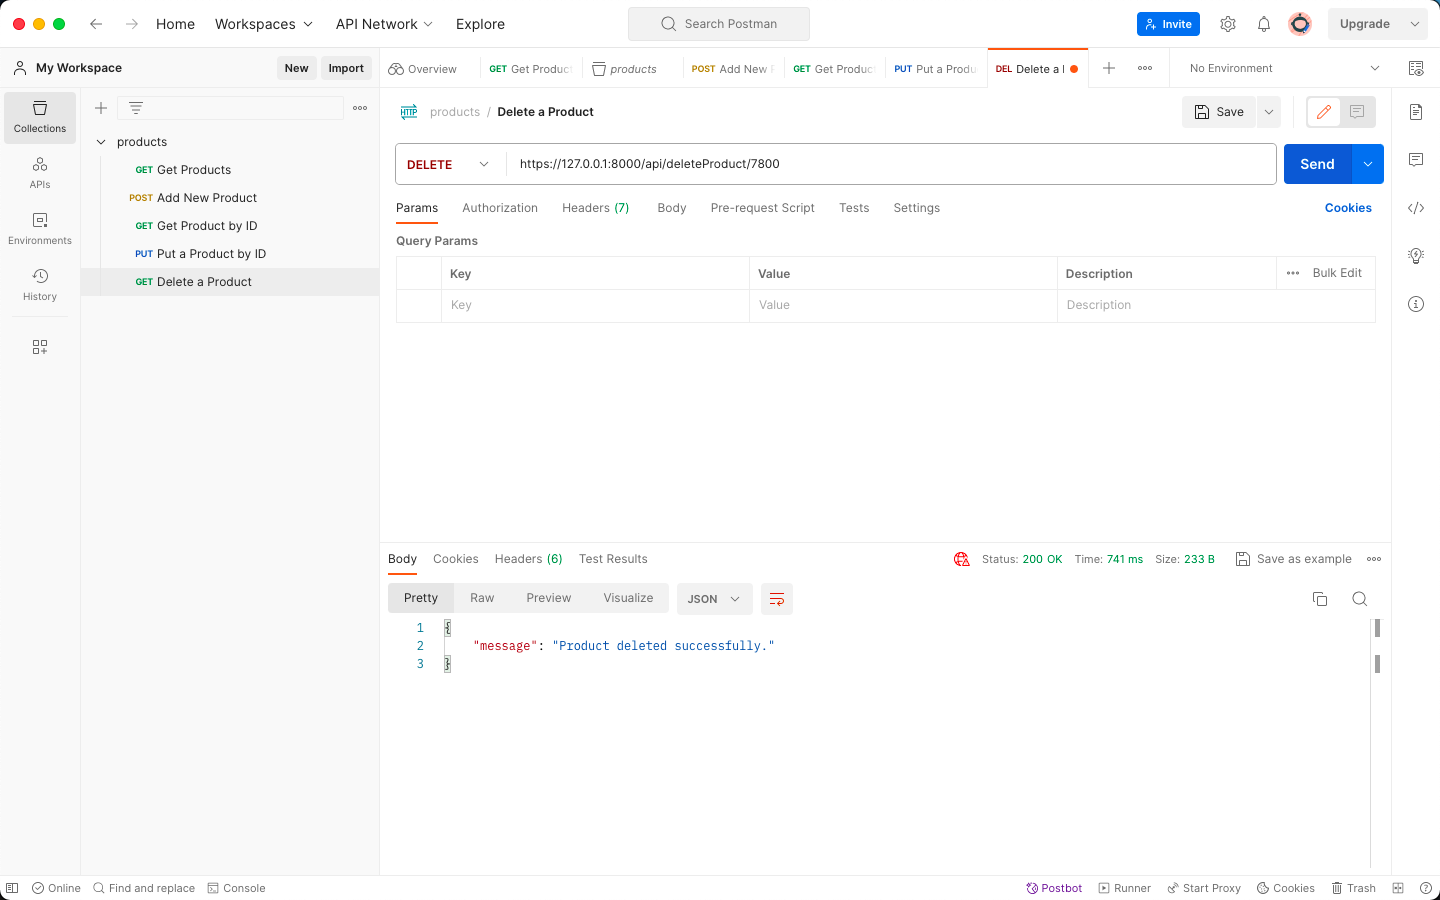 Home Workspaces API Network Explore Search Postman Invite Upgrade
My Workspace New Import
Overview GET Get Produc products POST Add New GET Get Produc PUT Put a Produ DEL Delete a No Environment
Collections
APIs
Environments
History
products
GET Get Products
POST Add New Product
GET Get Product by ID
PUT Put a Product by ID
GET Delete a Product
HTTP products / Delete a Product Save
DELETE https://127.0.0.1:8000/api/deleteProduct/7800 Send
Params Authorization Headers (7) Body Pre-request Script Tests Settings Cookies
Query Params
Key Value Description Bulk Edit
Key Value Description
Body Cookies Headers (6) Test Results Status: 200 OK Time: 741 ms Size: 233 B Save as example
Pretty Raw Preview Visualize JSON
1 {
2 "message": "Product deleted successfully."
3 }
Online Find and replace Console Postbot Runner Start Proxy Cookies Trash